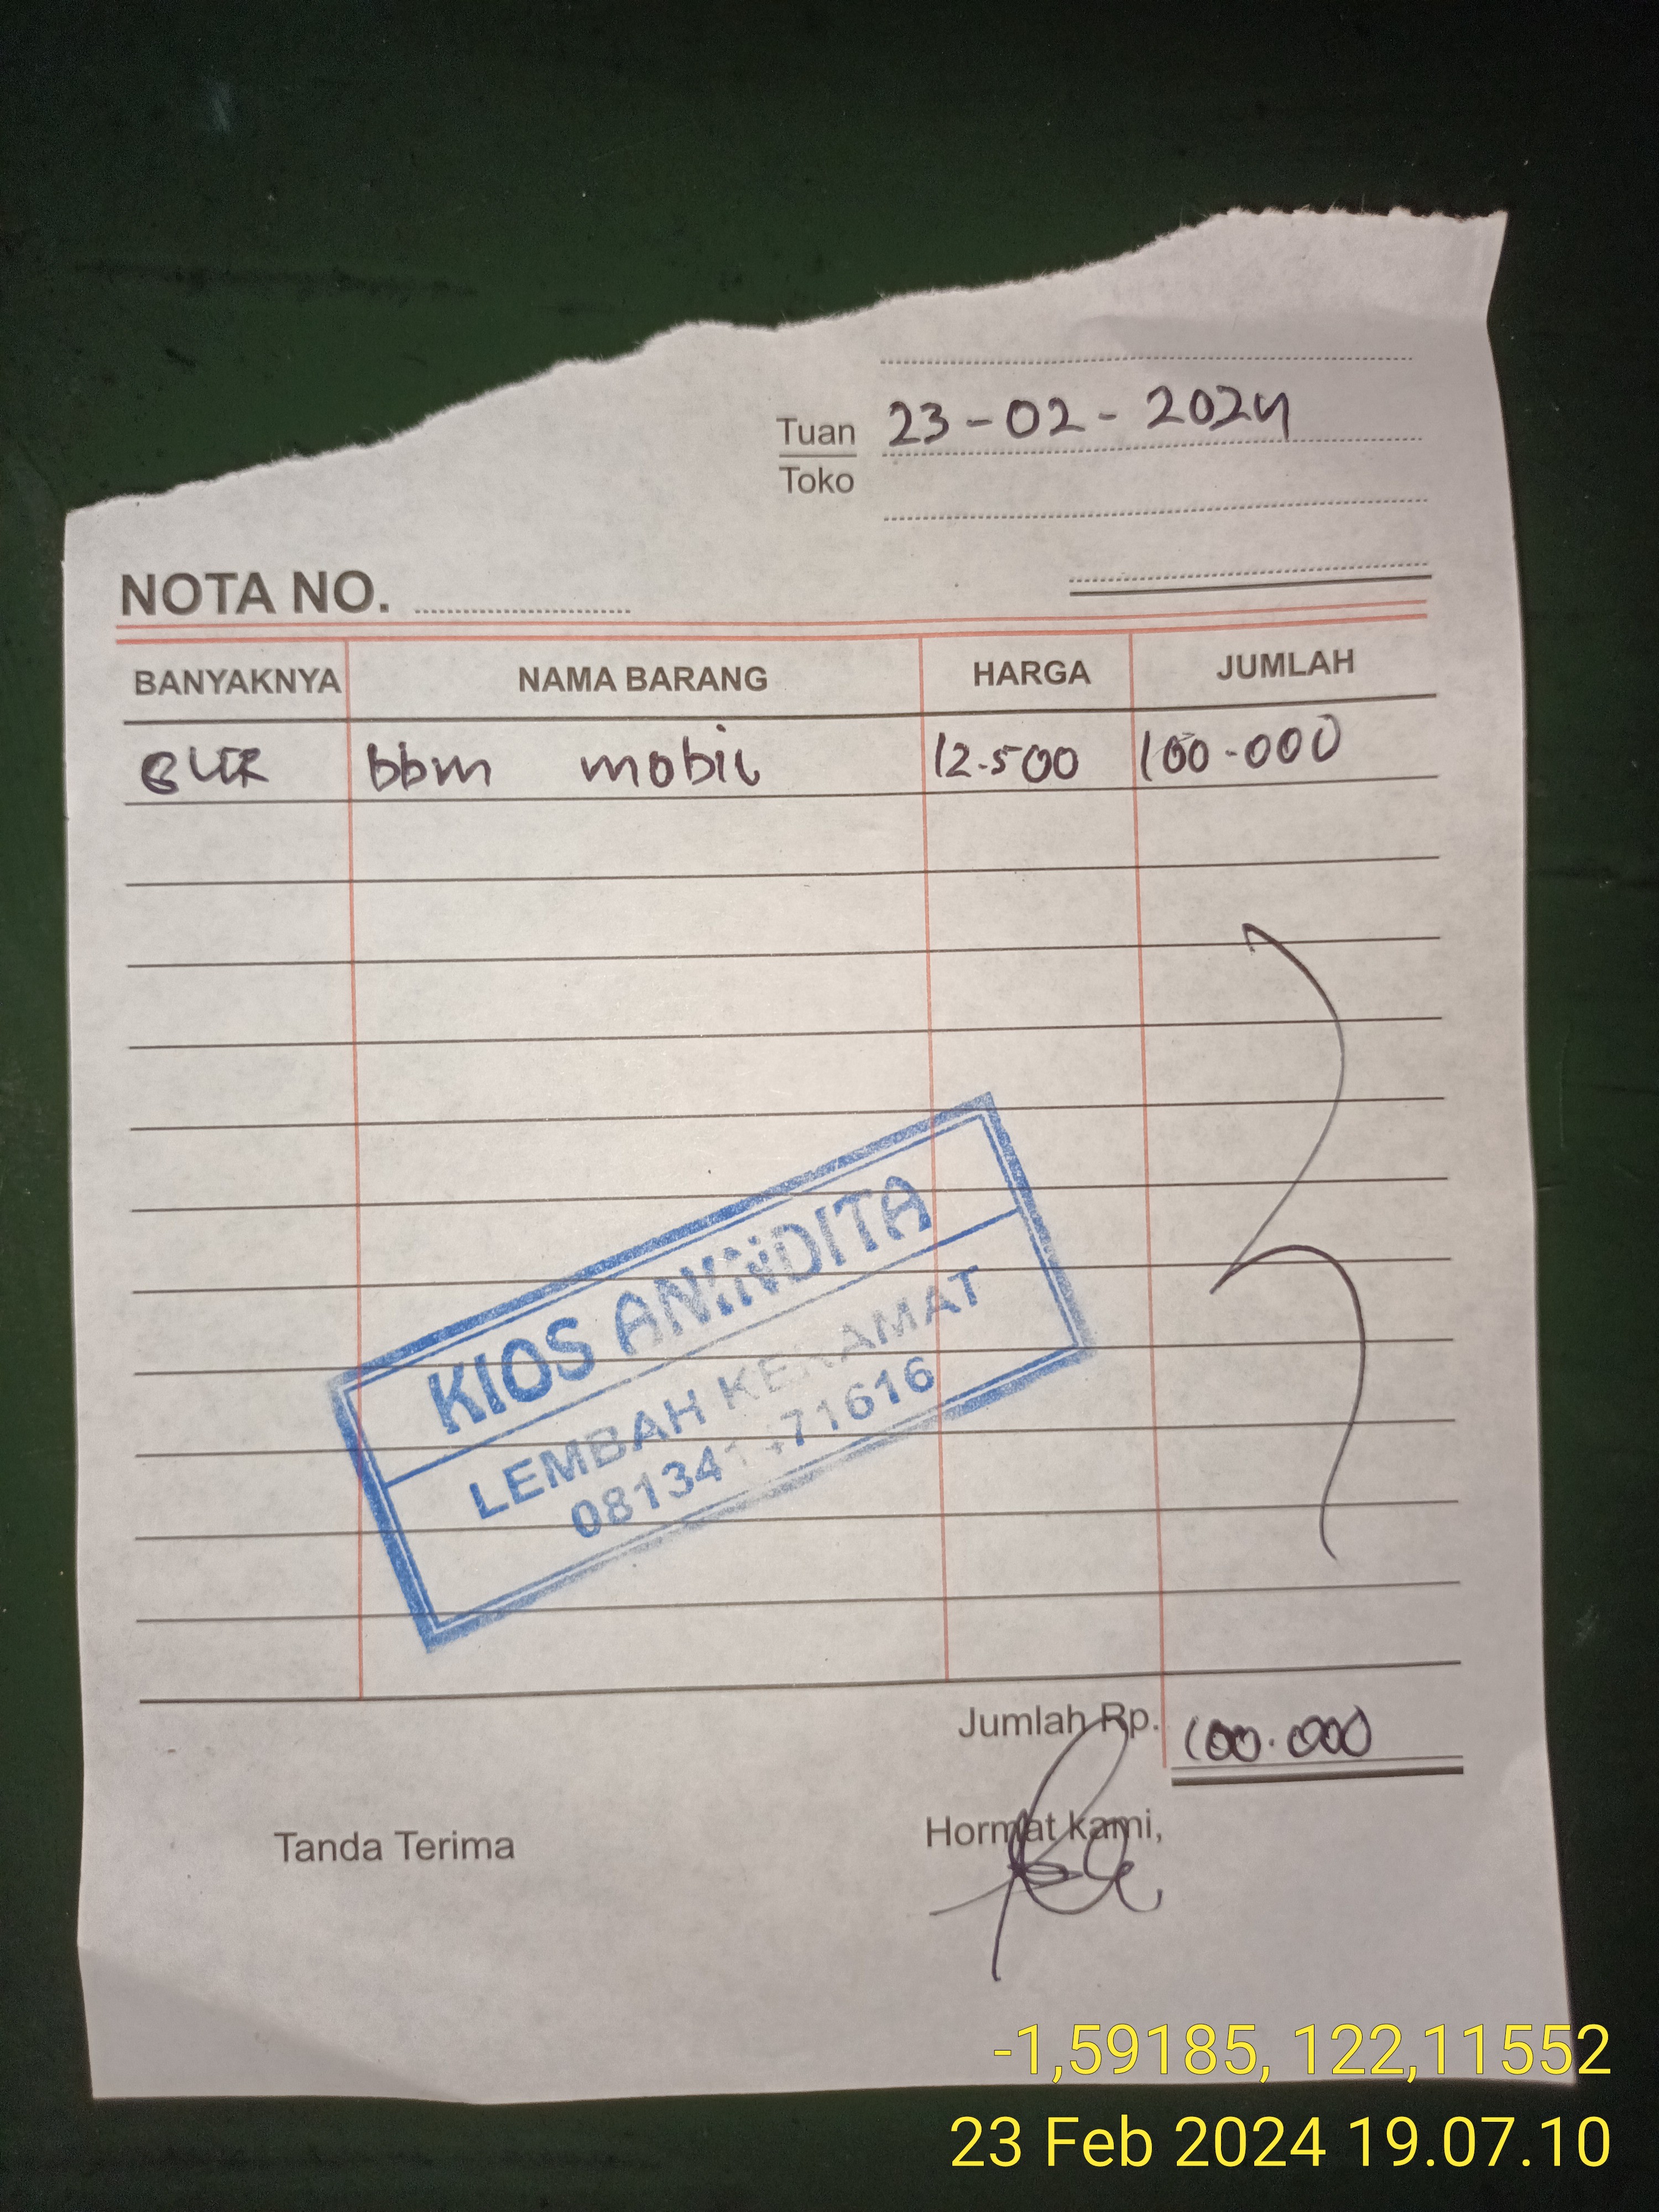 23-02-2024
Tuan
Toko
NOTA NO.
BANYAKNYA NAMA BARANG HARGA JUMLAH
8 LTR bbm mobil 12.500 100.000
KIOS ANINDITA
LEMBAH KERAMAT
Jumlah Rp. 100.000
Tanda Terima Hormat kami,
-1,59185, 122,11552
23 Feb 2024 19.07.10